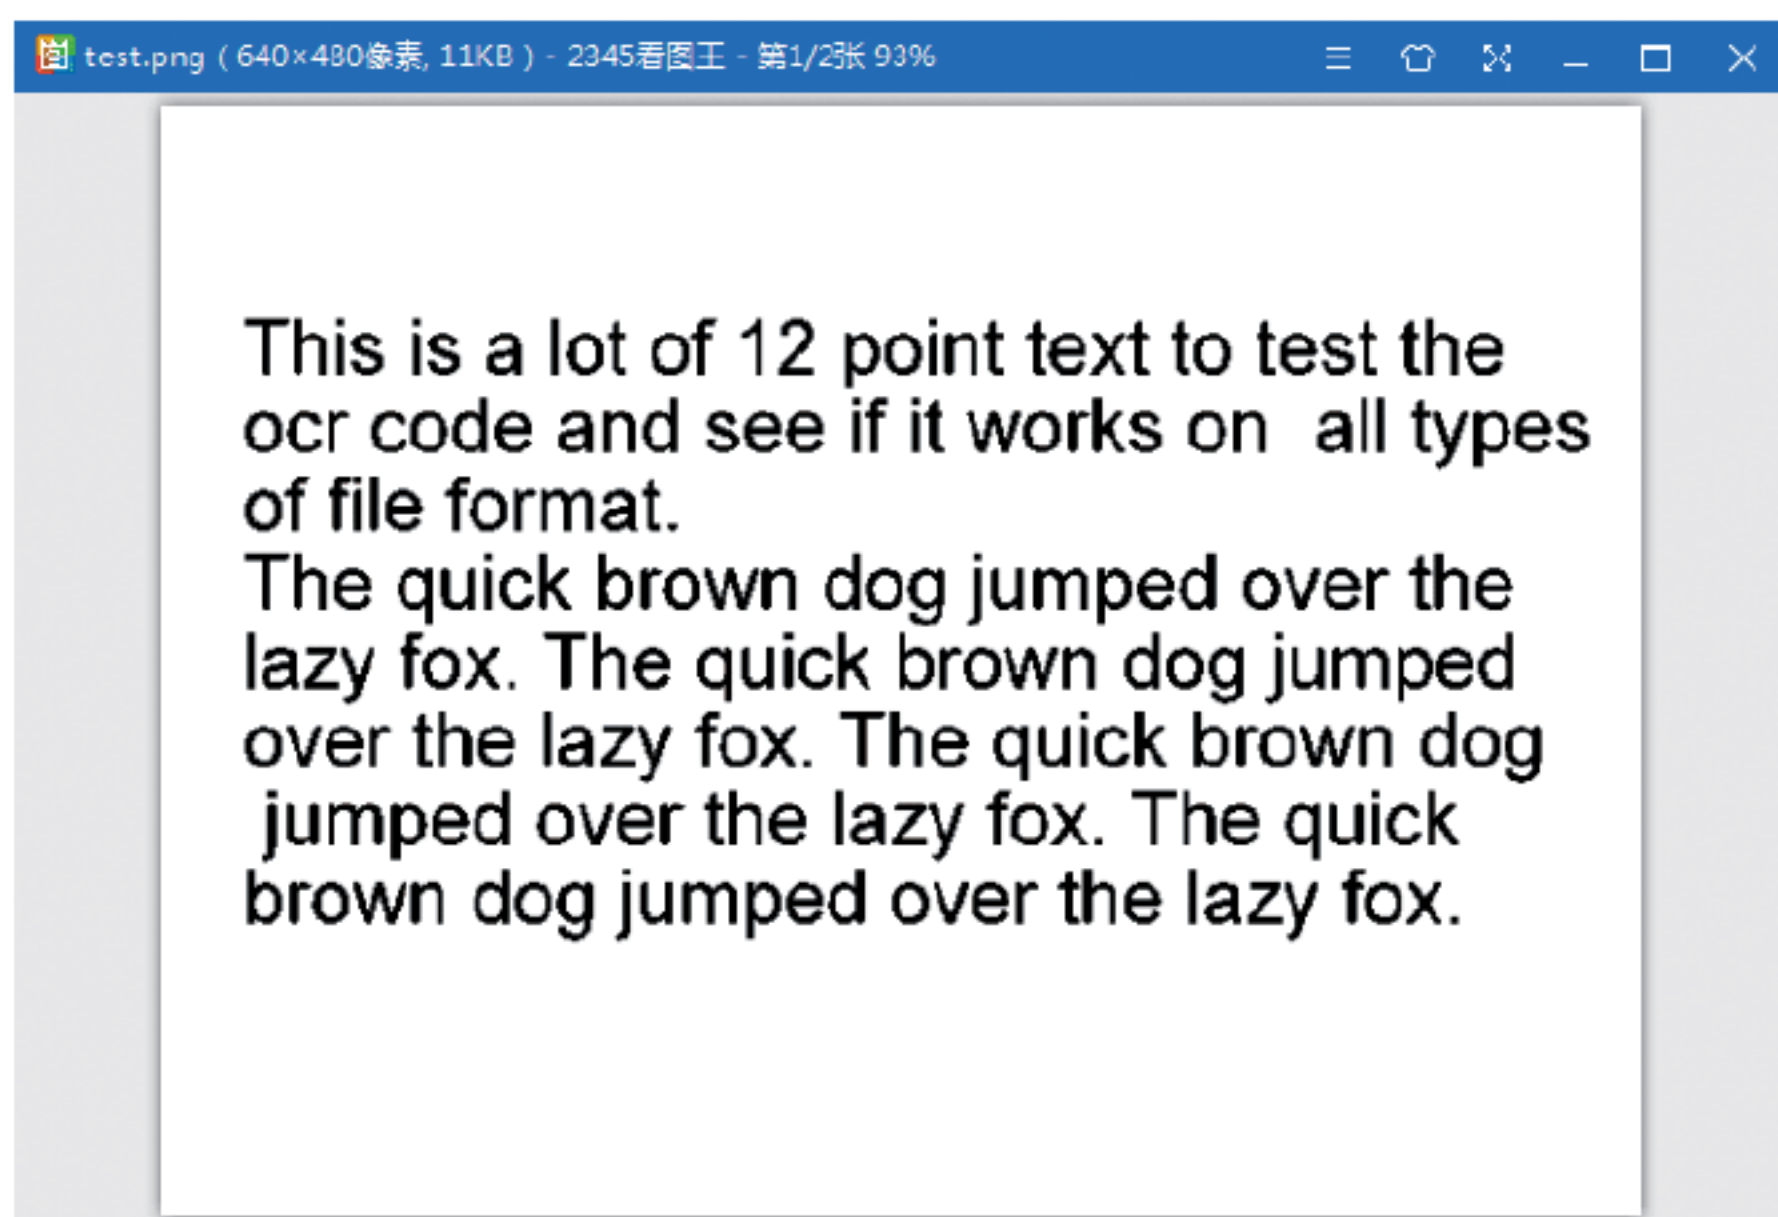 test.png ( 640×480像素, 11KB ) - 2345看图王 - 第1/2张 93%
This is a lot of 12 point text to test the
ocr code and see if it works on  all types
of file format.
The quick brown dog jumped over the
lazy fox. The quick brown dog jumped
over the lazy fox. The quick brown dog
 jumped over the lazy fox. The quick
brown dog jumped over the lazy fox.